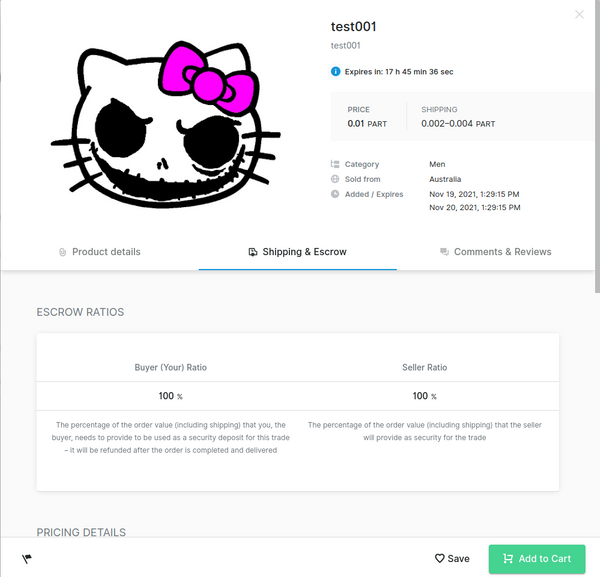 test001
test001
Expires in: 17 h 45 min 36 sec
PRICE
0.01 PART
SHIPPING
0.002–0.004 PART
Category Men
Sold from Australia
Added / Expires Nov 19, 2021, 1:29:15 PM
Nov 20, 2021, 1:29:15 PM
Product details
Shipping & Escrow
Comments & Reviews
ESCROW RATIOS
Buyer (Your) Ratio
Seller Ratio
100 %
100 %
The percentage of the order value (including shipping) that you, the
buyer, needs to provide to be used as a security deposit for this trade
– it will be refunded after the order is completed and delivered
The percentage of the order value (including shipping) that the seller
will provide as security for the trade
PRICING DETAILS
Save
Add to Cart